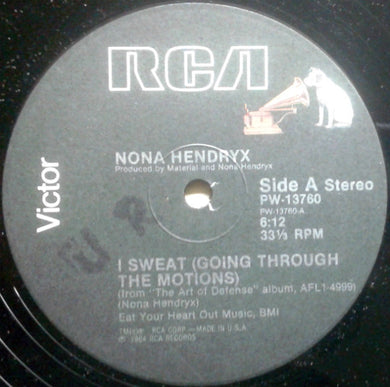 RCA
Victor
NONA HENDRYX
Produced by Material and Nona Hendryx
Side A Stereo
PW-13760
PW-13760-A
6:12
33⅓ RPM
I SWEAT (GOING THROUGH
THE MOTIONS)
(from "The Art of Defense" album, AFL1-4999)
(Nona Hendryx)
Eat Your Heart Out Music, BMI
TMK(s)® RCA CORP.—MADE IN U.S.A.
℗ 1984 RCA RECORDS